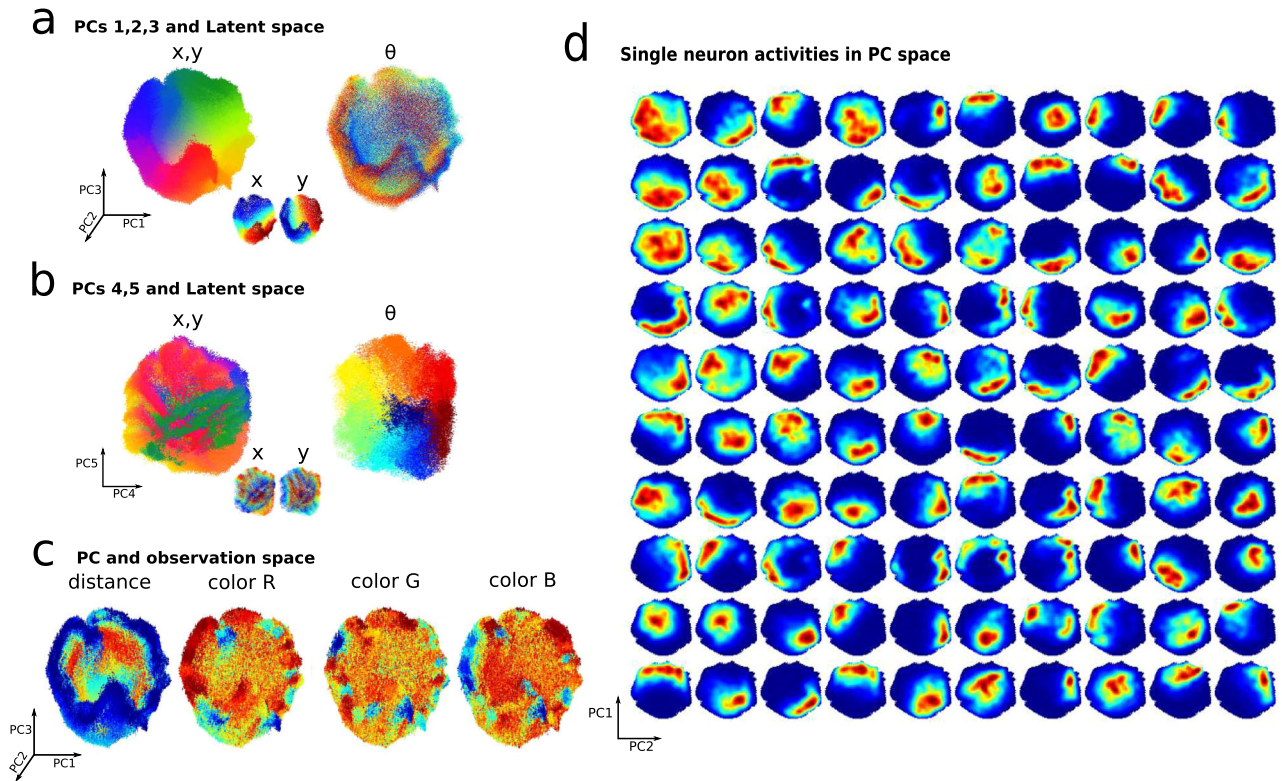 a
PCs 1,2,3 and Latent space
x,y
θ
PC3
PC2
PC1
x
y
b
PCs 4,5 and Latent space
x,y
θ
PC5
PC4
x
y
c
PC and observation space
distance
color R
color G
color B
PC3
PC2
PC1
d
Single neuron activities in PC space
PC1
PC2